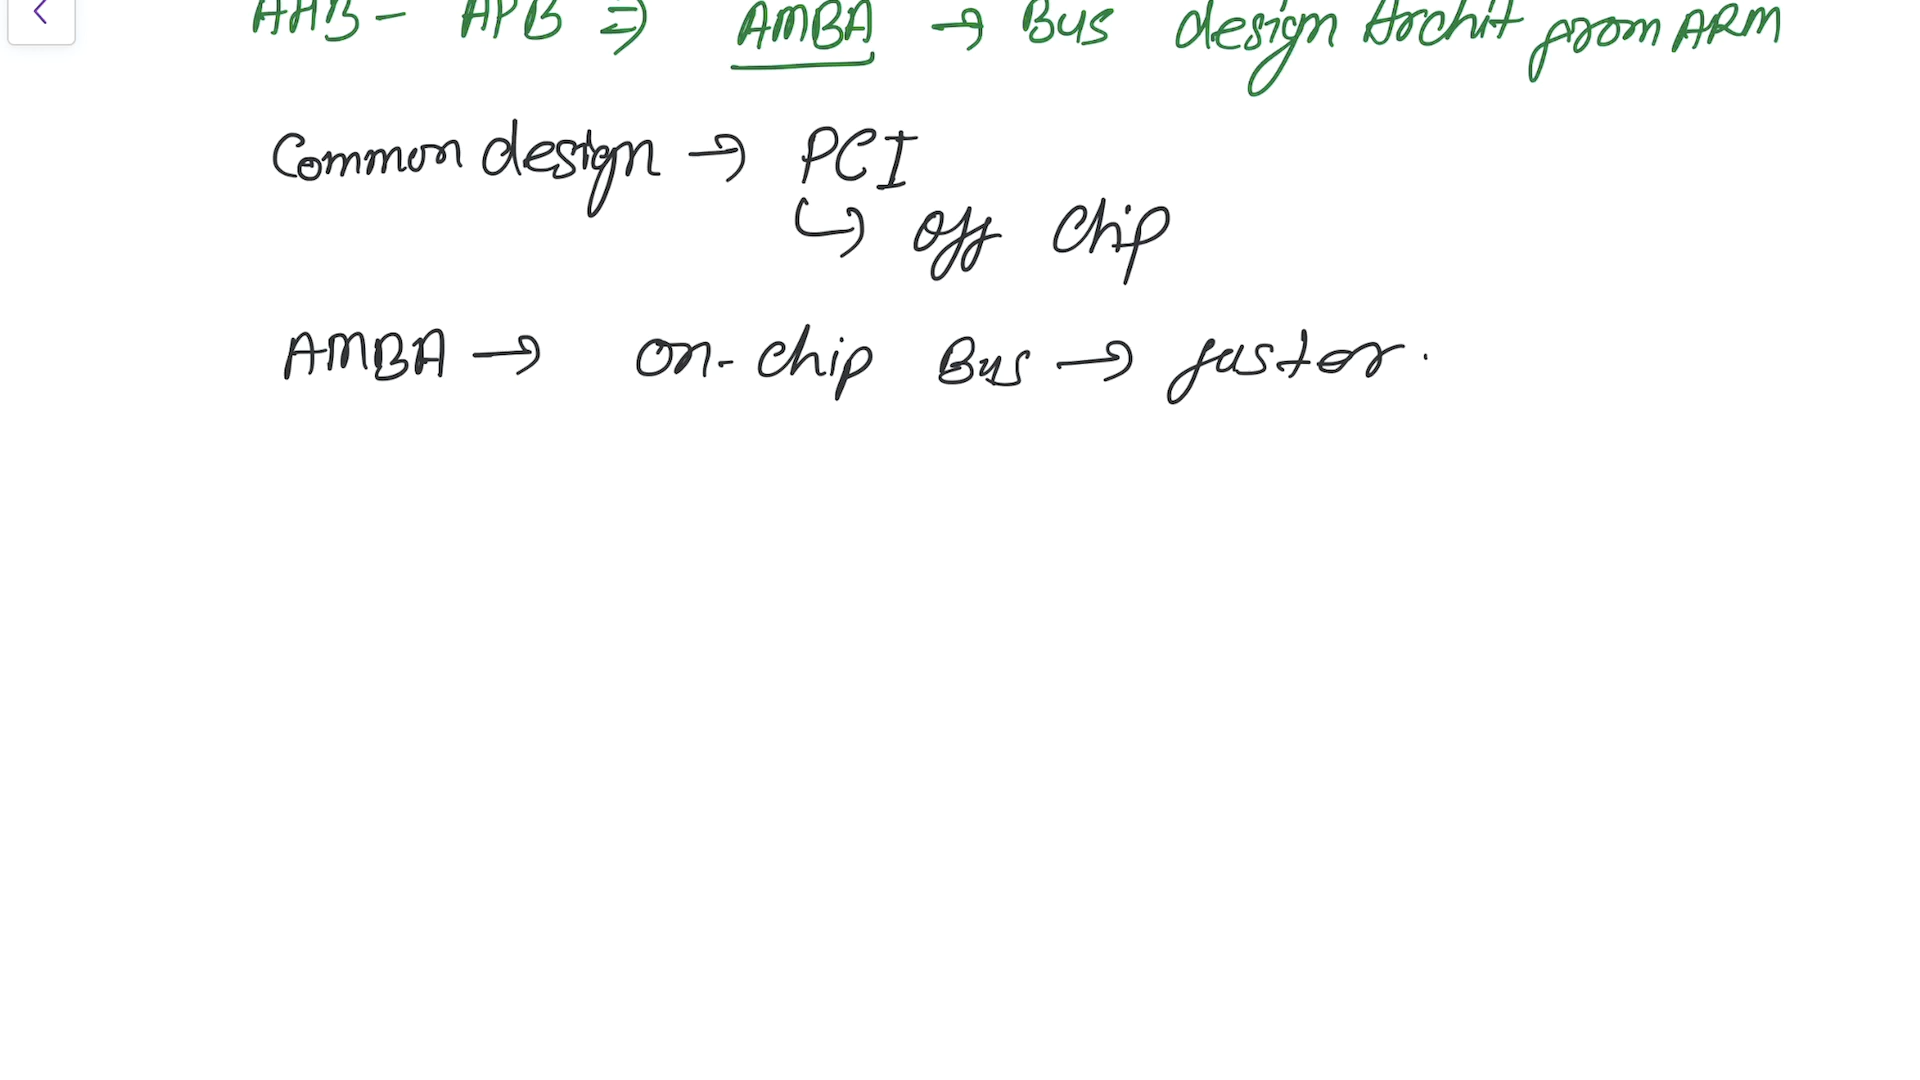 AHB - APB ⇒ AMBA → Bus design Archit from ARM
Common design → PCI
↳ off chip
AMBA → on-chip Bus → faster.